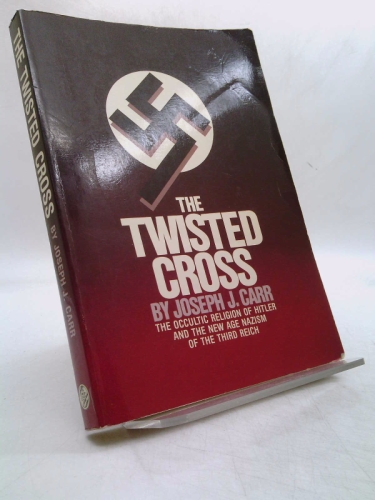 THE
TWISTED
CROSS
BY JOSEPH J. CARR
THE OCCULTIC RELIGION OF HITLER
AND THE NEW AGE NAZISM
OF THE THIRD REICH
THE TWISTED CROSS BY JOSEPH J. CARR